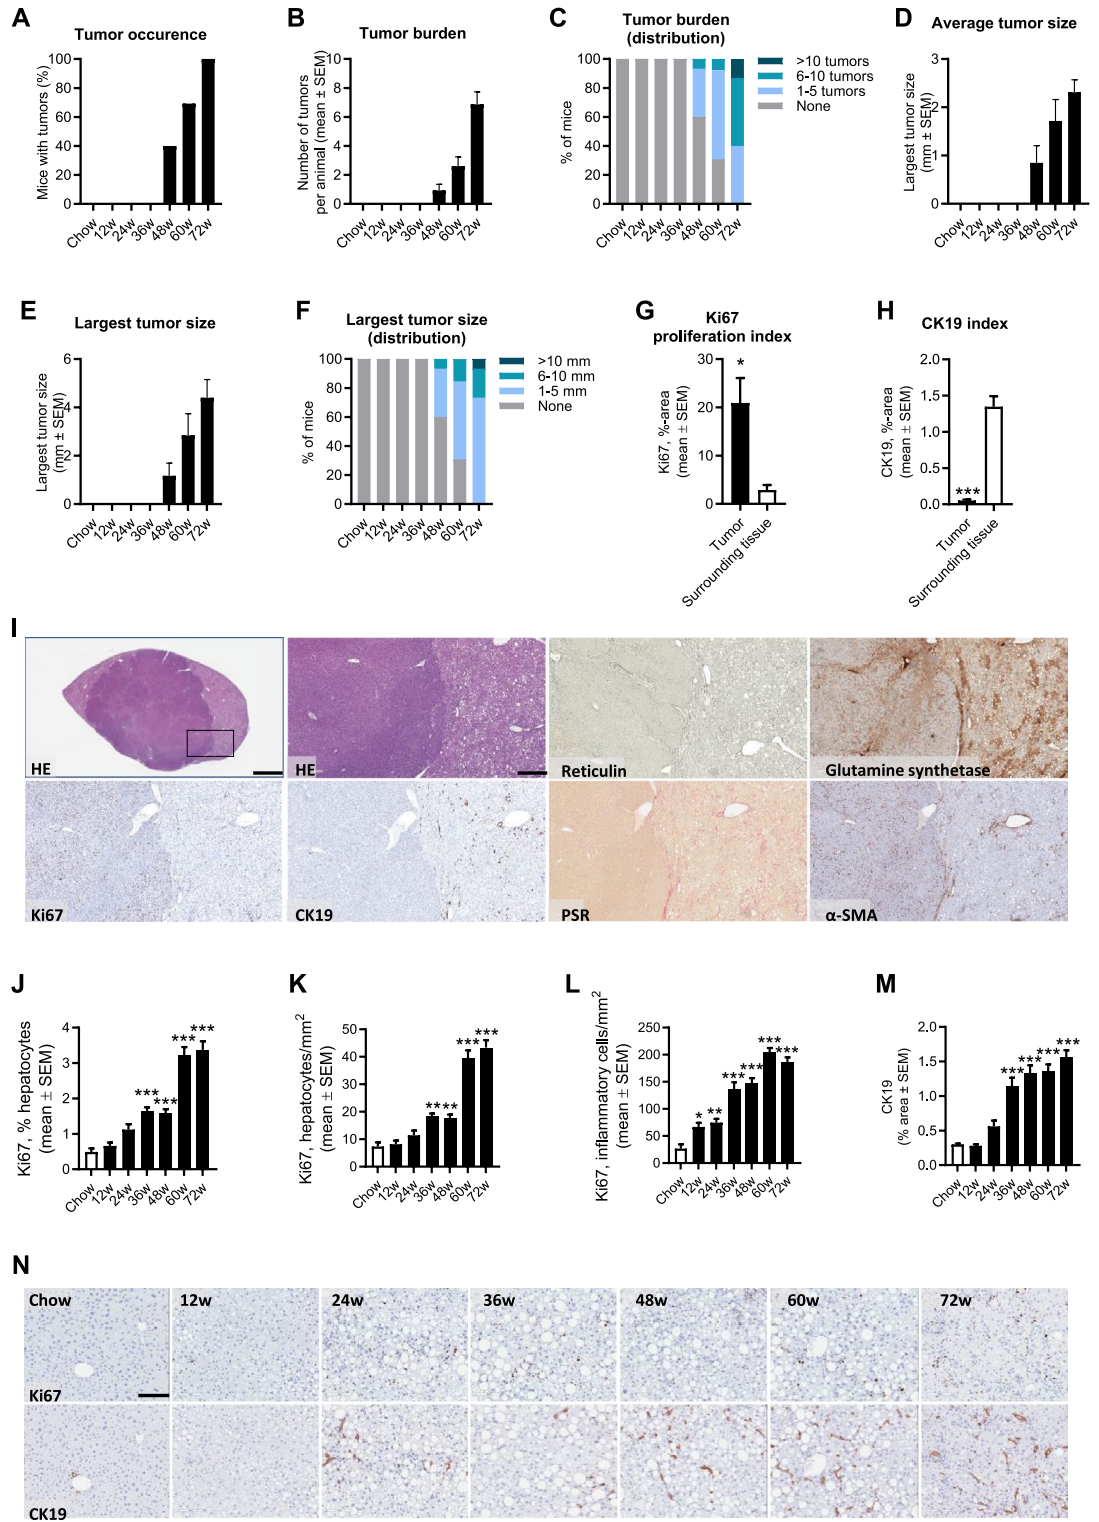 A
Tumor occurence
Mice with tumors (%)
100
80
60
40
20
0
Chow
12w
24w
36w
48w
60w
72w
B
Tumor burden
Number of tumors
per animal (mean ± SEM)
10
8
6
4
2
0
Chow
12w
24w
36w
48w
60w
72w
C
Tumor burden
(distribution)
% of mice
100
80
60
40
20
0
Chow
12w
24w
36w
48w
60w
72w
>10 tumors
6-10 tumors
1-5 tumors
None
D
Average tumor size
Largest tumor size
(mm ± SEM)
3
2
1
0
Chow
12w
24w
36w
48w
60w
72w
E
Largest tumor size
Largest tumor size
(mm ± SEM)
6
4
2
0
Chow
12w
24w
36w
48w
60w
72w
F
Largest tumor size
(distribution)
% of mice
100
80
60
40
20
0
Chow
12w
24w
36w
48w
60w
72w
>10 mm
6-10 mm
1-5 mm
None
G
Ki67
proliferation index
Ki67, %-area
(mean ± SEM)
30
20
10
0
*
Tumor
Surrounding tissue
H
CK19 index
CK19, %-area
(mean ± SEM)
2.0
1.5
1.0
0.5
0.0
***
Tumor
Surrounding tissue
I
HE
HE
Reticulin
Glutamine synthetase
Ki67
CK19
PSR
α-SMA
J
Ki67, % hepatocytes
(mean ± SEM)
4
3
2
1
0
***
***
***
***
Chow
12w
24w
36w
48w
60w
72w
K
Ki67, hepatocytes/mm²
(mean ± SEM)
50
40
30
20
10
0
**
**
***
***
Chow
12w
24w
36w
48w
60w
72w
L
Ki67, inflammatory cells/mm²
(mean ± SEM)
250
200
150
100
50
0
*
**
***
***
***
***
Chow
12w
24w
36w
48w
60w
72w
M
CK19
(% area ± SEM)
2.0
1.5
1.0
0.5
0.0
***
***
***
***
Chow
12w
24w
36w
48w
60w
72w
N
Chow
12w
24w
36w
48w
60w
72w
Ki67
CK19